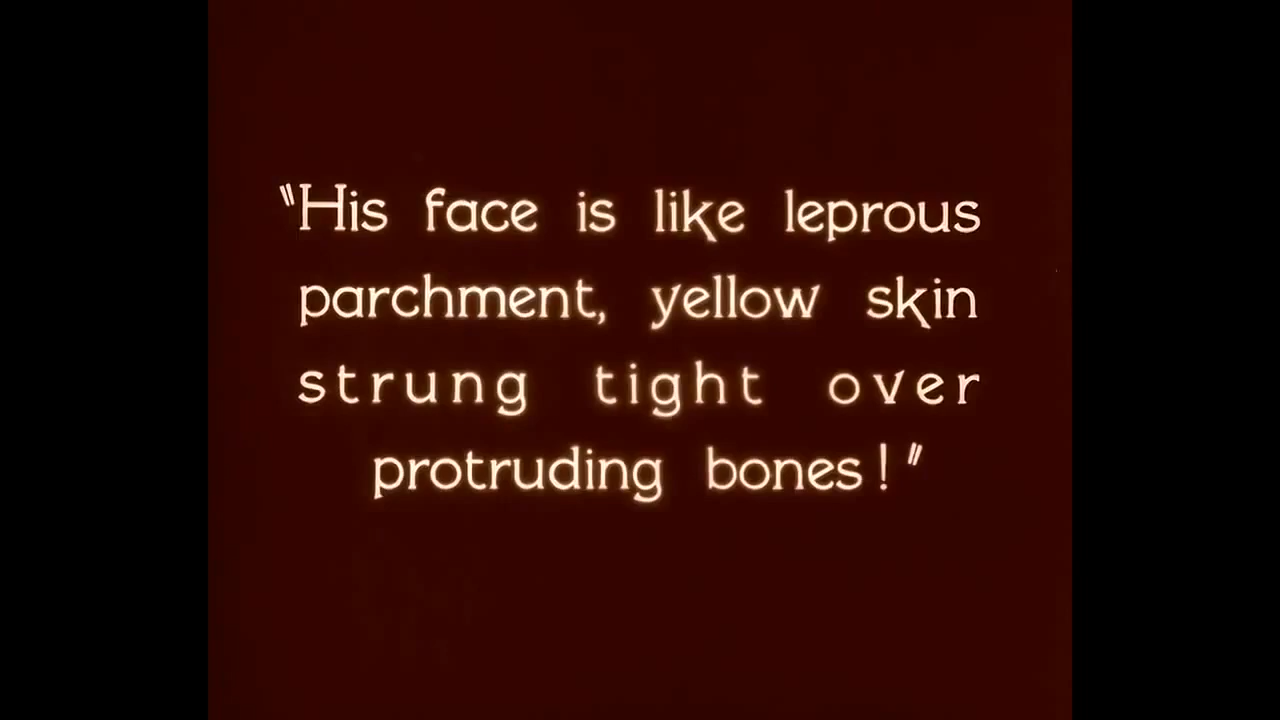 "His face is like leprous
parchment, yellow skin
strung tight over
protruding bones!"